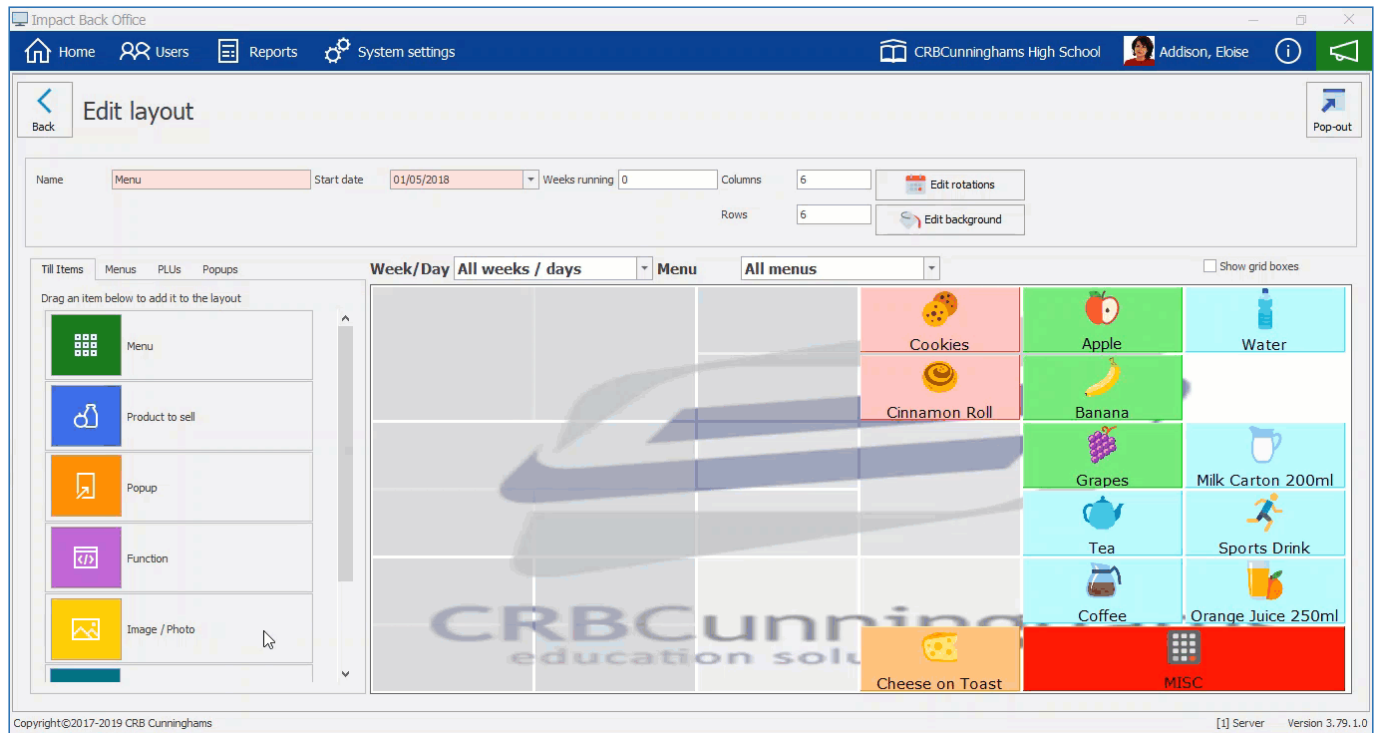 Impact Back Office
Home Users Reports System settings CRBCunninghams High School Addison, Eloise
Back Edit layout Pop-out
Name Menu Start date 01/05/2018 Weeks running 0 Columns 6 Edit rotations
Rows 6 Edit background
Till Items Menus PLUs Popups
Week/Day All weeks / days Menu All menus Show grid boxes
Drag an item below to add it to the layout
Menu
Product to sell
Popup
Function
Image / Photo
Cookies Apple Water
Cinnamon Roll Banana
Grapes Milk Carton 200ml
Tea Sports Drink
Coffee Orange Juice 250ml
Cheese on Toast MISC
CRBCunning
education solu
Copyright©2017-2019 CRB Cunninghams [1] Server Version 3.79.1.0